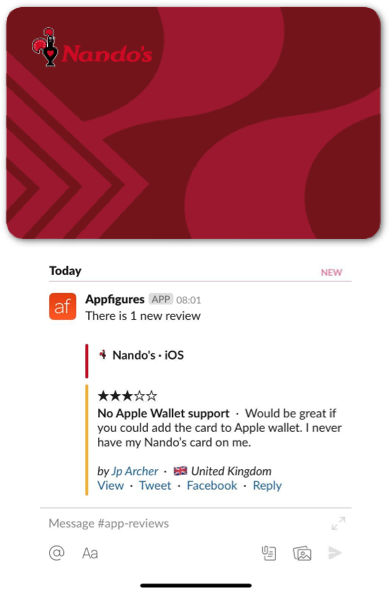 Nando's
Today
NEW
af
Appfigures APP 08:01
There is 1 new review
Nando's · iOS
★★★☆☆
No Apple Wallet support · Would be great if
you could add the card to Apple wallet. I never
have my Nando's card on me.
by Jp Archer · 🇬🇧 United Kingdom
View · Tweet · Facebook · Reply
Message #app-reviews
@ Aa